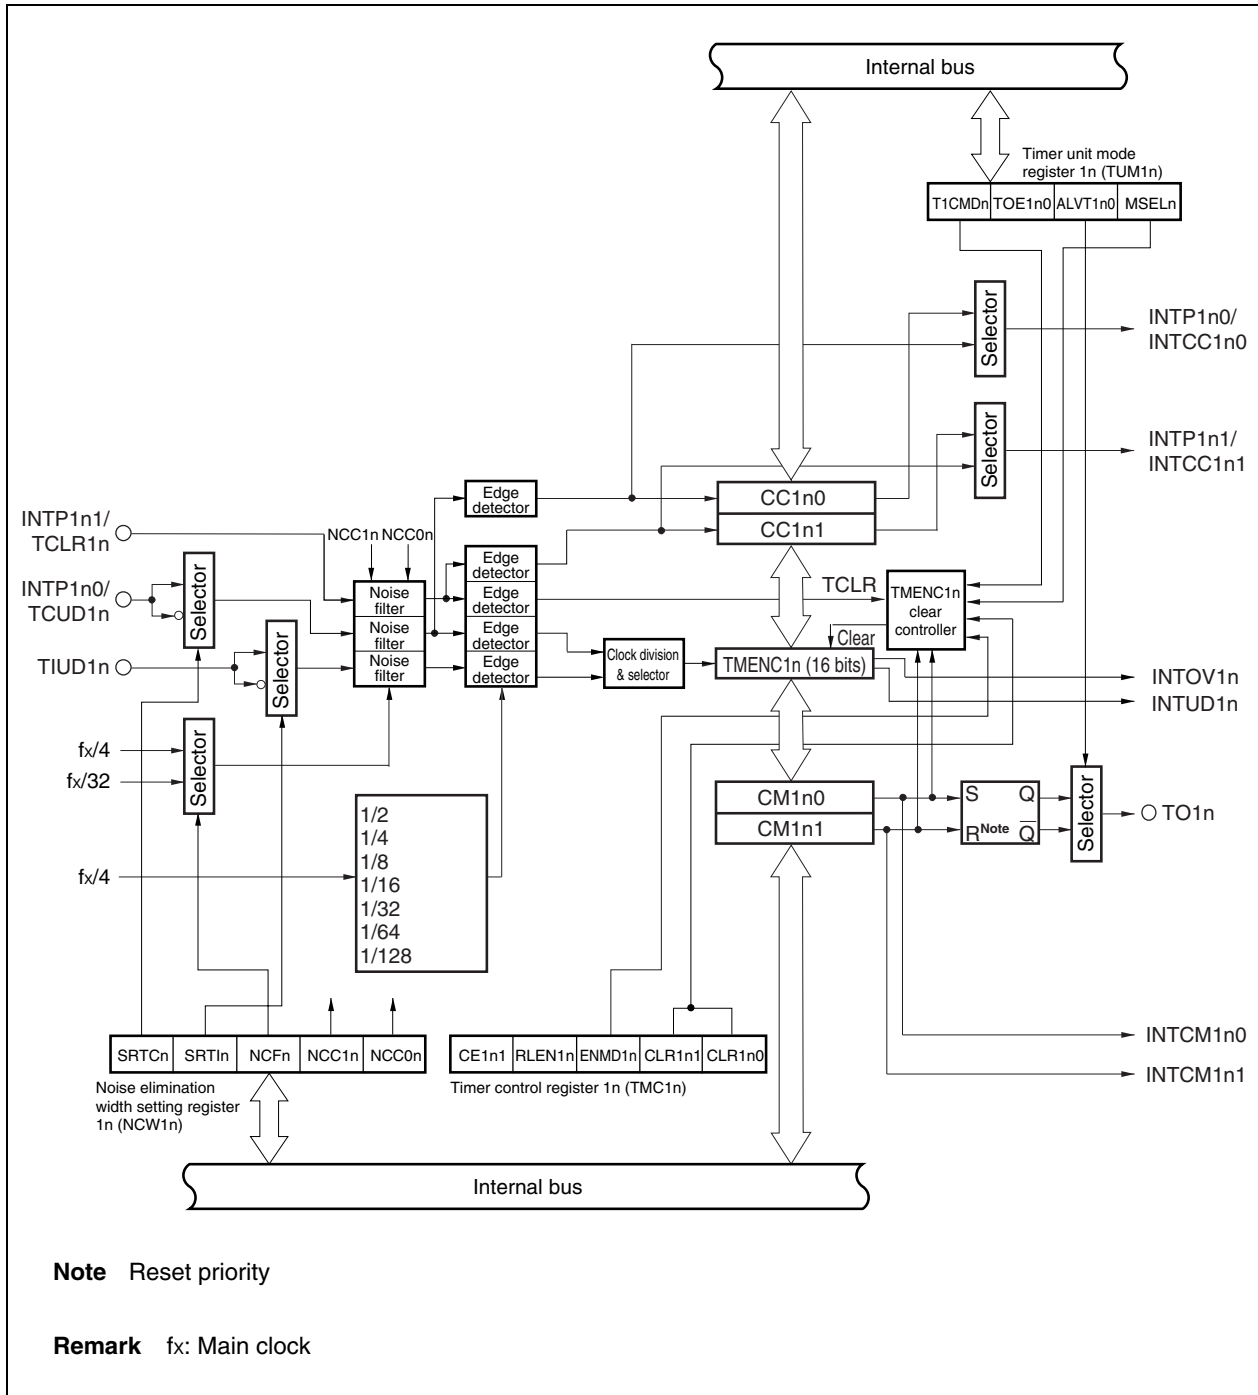 Internal bus
Timer unit mode
register 1n (TUM1n)
T1CMDn TOE1n0 ALVT1n0 MSELn
Selector
INTP1n0/
INTCC1n0
Selector
INTP1n1/
INTCC1n1
Edge
detector
CC1n0
CC1n1
INTP1n1/
TCLR1n
NCC1n NCC0n
INTP1n0/
TCUD1n
Selector
TIUD1n
Selector
Noise
filter
Noise
filter
Noise
filter
Edge
detector
Edge
detector
Edge
detector
Edge
detector
TCLR
TMENC1n
clear
controller
Clear
Clock division
& selector
TMENC1n (16 bits)
INTOV1n
INTUD1n
fx/4
fx/32
Selector
CM1n0
CM1n1
S Q
R Note Q̅
Selector
TO1n
fx/4
1/2
1/4
1/8
1/16
1/32
1/64
1/128
INTCM1n0
INTCM1n1
SRTCn SRTIn NCFn NCC1n NCC0n
Noise elimination
width setting register
1n (NCW1n)
CE1n1 RLEN1n ENMD1n CLR1n1 CLR1n0
Timer control register 1n (TMC1n)
Internal bus
Note Reset priority
Remark fx: Main clock